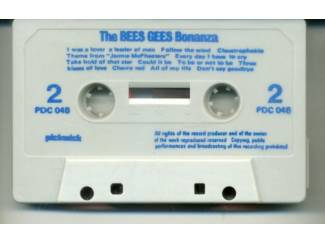 The BEES GEES Bonanza
I was a lover a leader of men Follow the wind Claustrophobia
Theme from "Jamie McPheeters" Every day I have to cry
Take hold of that star Could it be To be or not to be Three
kisses of love Cherry red All of my life Don't say goodbye
2 2
PDC 048 PDC 048
pickwick
All rights of the record producer and of the owner
of the work reproduced reserved Copying, public
performances and broadcasting of this recording prohibited